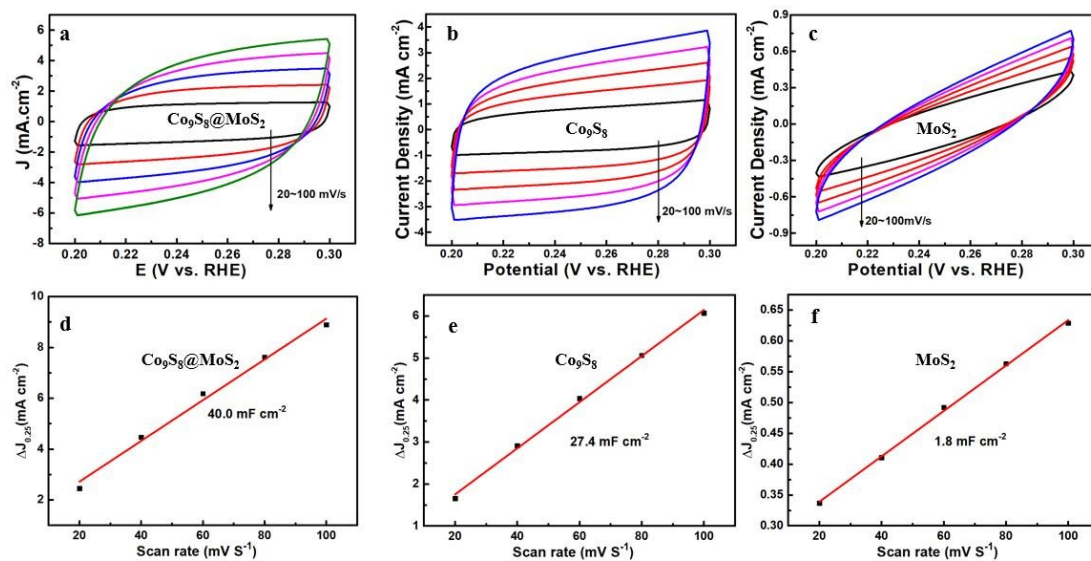 a
J (mA.cm-2)
6
4
2
0
-2
-4
-6
-8
Co9S8@MoS2
20~100 mV/s
0.20 0.22 0.24 0.26 0.28 0.30
E (V vs. RHE)
b
Current Density (mA cm-2)
4
3
2
1
0
-1
-2
-3
-4
Co9S8
20~100 mV/s
0.20 0.22 0.24 0.26 0.28 0.30
Potential (V vs. RHE)
c
Current Density (mA cm-2)
0.9
0.6
0.3
0.0
-0.3
-0.6
-0.9
MoS2
20~100mV/s
0.20 0.22 0.24 0.26 0.28 0.30
Potential (V vs. RHE)
d
ΔJ0.25(mA cm-2)
10
8
6
4
2
Co9S8@MoS2
40.0 mF cm-2
20 40 60 80 100
Scan rate (mV S-1)
e
ΔJ0.25(mA cm-2)
6
5
4
3
2
1
Co9S8
27.4 mF cm-2
20 40 60 80 100
Scan rate (mV S-1)
f
ΔJ0.25(mA cm-2)
0.65
0.60
0.55
0.50
0.45
0.40
0.35
0.30
MoS2
1.8 mF cm-2
20 40 60 80 100
Scan rate (mV S-1)